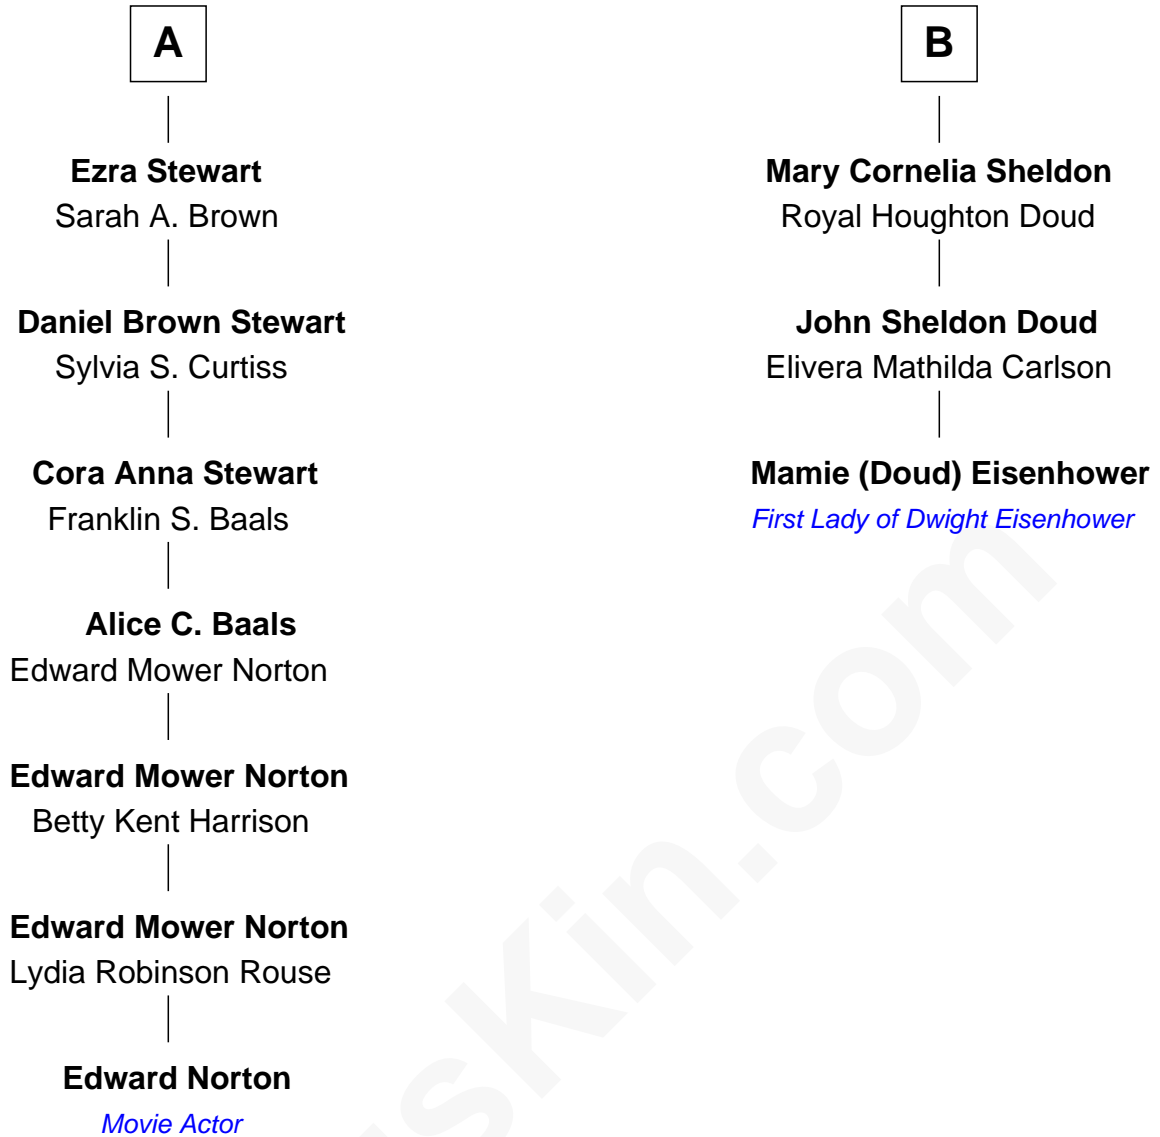 A
Ezra Stewart
Sarah A. Brown
Daniel Brown Stewart
Sylvia S. Curtiss
Cora Anna Stewart
Franklin S. Baals
Alice C. Baals
Edward Mower Norton
Edward Mower Norton
Betty Kent Harrison
Edward Mower Norton
Lydia Robinson Rouse
Edward Norton
Movie Actor
B
Mary Cornelia Sheldon
Royal Houghton Doud
John Sheldon Doud
Elivera Mathilda Carlson
Mamie (Doud) Eisenhower
First Lady of Dwight Eisenhower
sKin.com